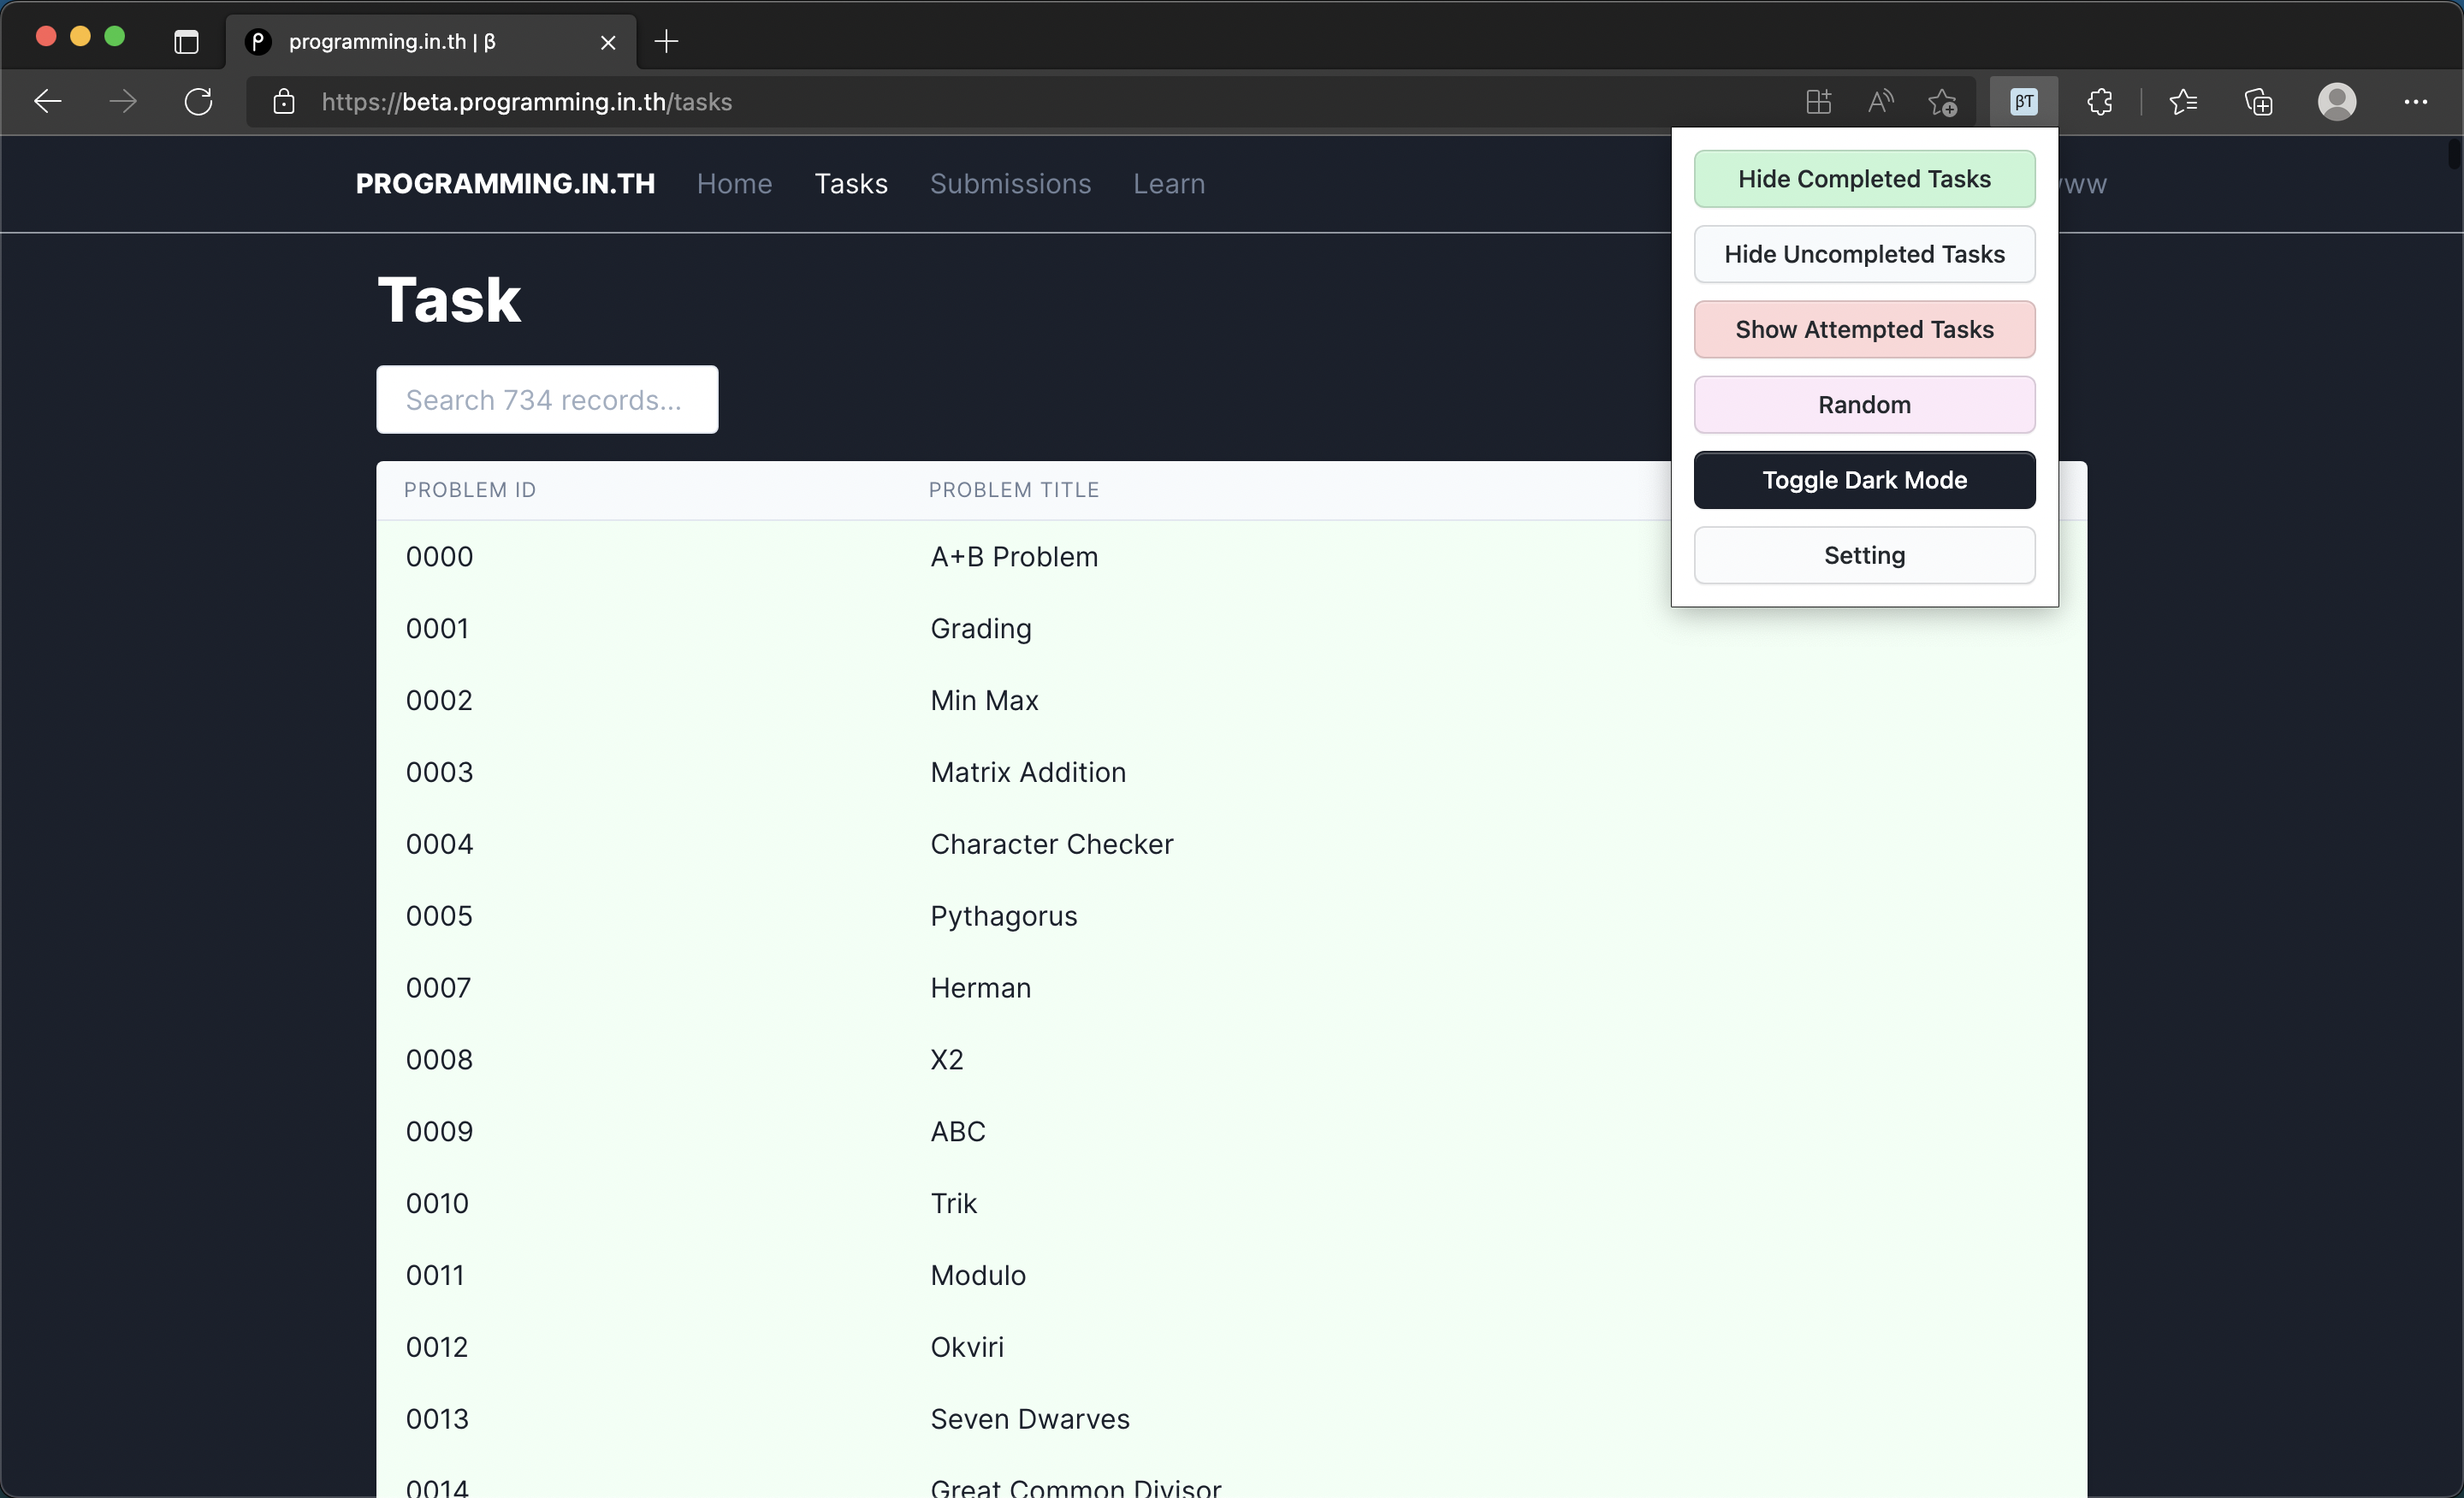 programming.in.th | β
https://beta.programming.in.th/tasks
βT
PROGRAMMING.IN.TH Home Tasks Submissions Learn
Hide Completed Tasks
Hide Uncompleted Tasks
Show Attempted Tasks
Random
Toggle Dark Mode
Setting
Task
Search 734 records...
PROBLEM ID PROBLEM TITLE
0000 A+B Problem
0001 Grading
0002 Min Max
0003 Matrix Addition
0004 Character Checker
0005 Pythagorus
0007 Herman
0008 X2
0009 ABC
0010 Trik
0011 Modulo
0012 Okviri
0013 Seven Dwarves
0014 Great Common Divisor